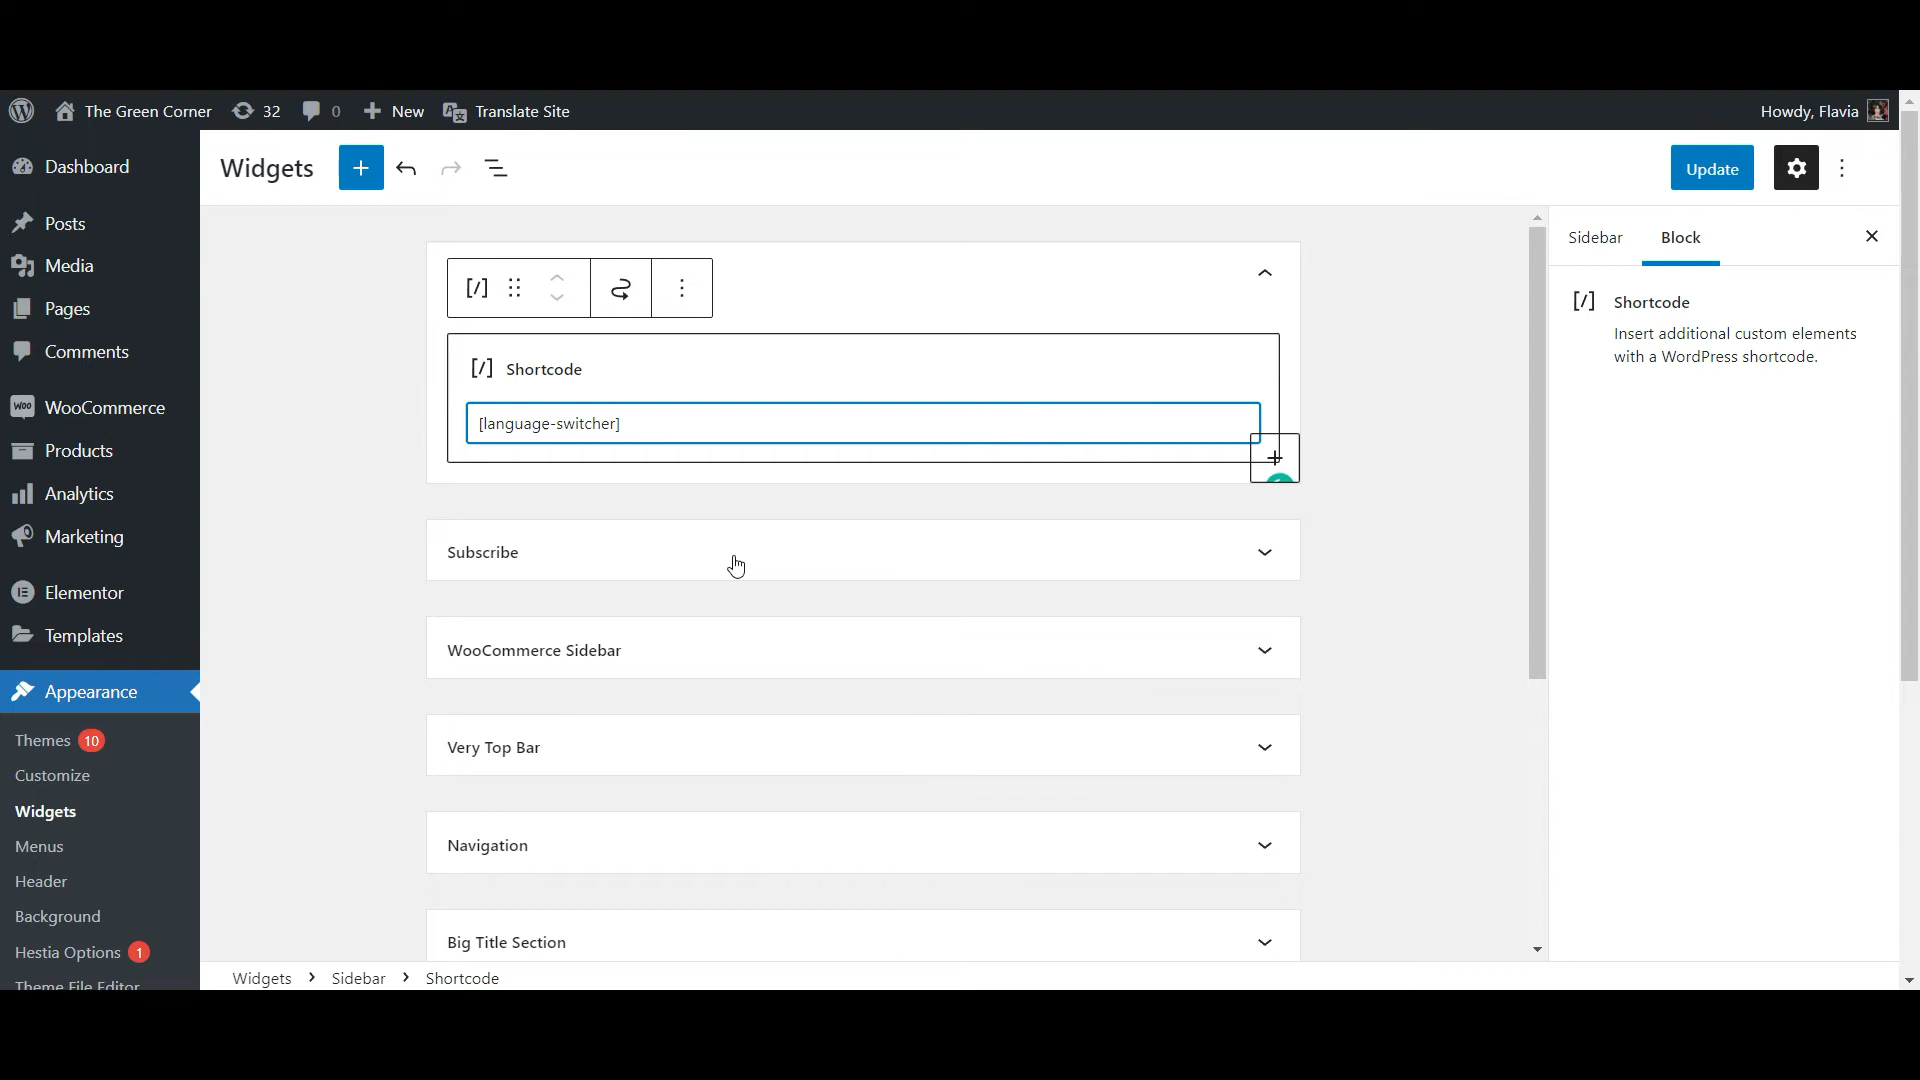 The Green Corner 32 0 New Translate Site Howdy, Flavia
Dashboard
Posts
Media
Pages
Comments
WooCommerce
Products
Analytics
Marketing
Elementor
Templates
Appearance
Themes 10
Customize
Widgets
Menus
Header
Background
Hestia Options 1
Theme File Editor
Widgets
Update
[/]
[/] Shortcode
[language-switcher]
Subscribe
WooCommerce Sidebar
Very Top Bar
Navigation
Big Title Section
Widgets > Sidebar > Shortcode
Sidebar Block
[/] Shortcode
Insert additional custom elements
with a WordPress shortcode.